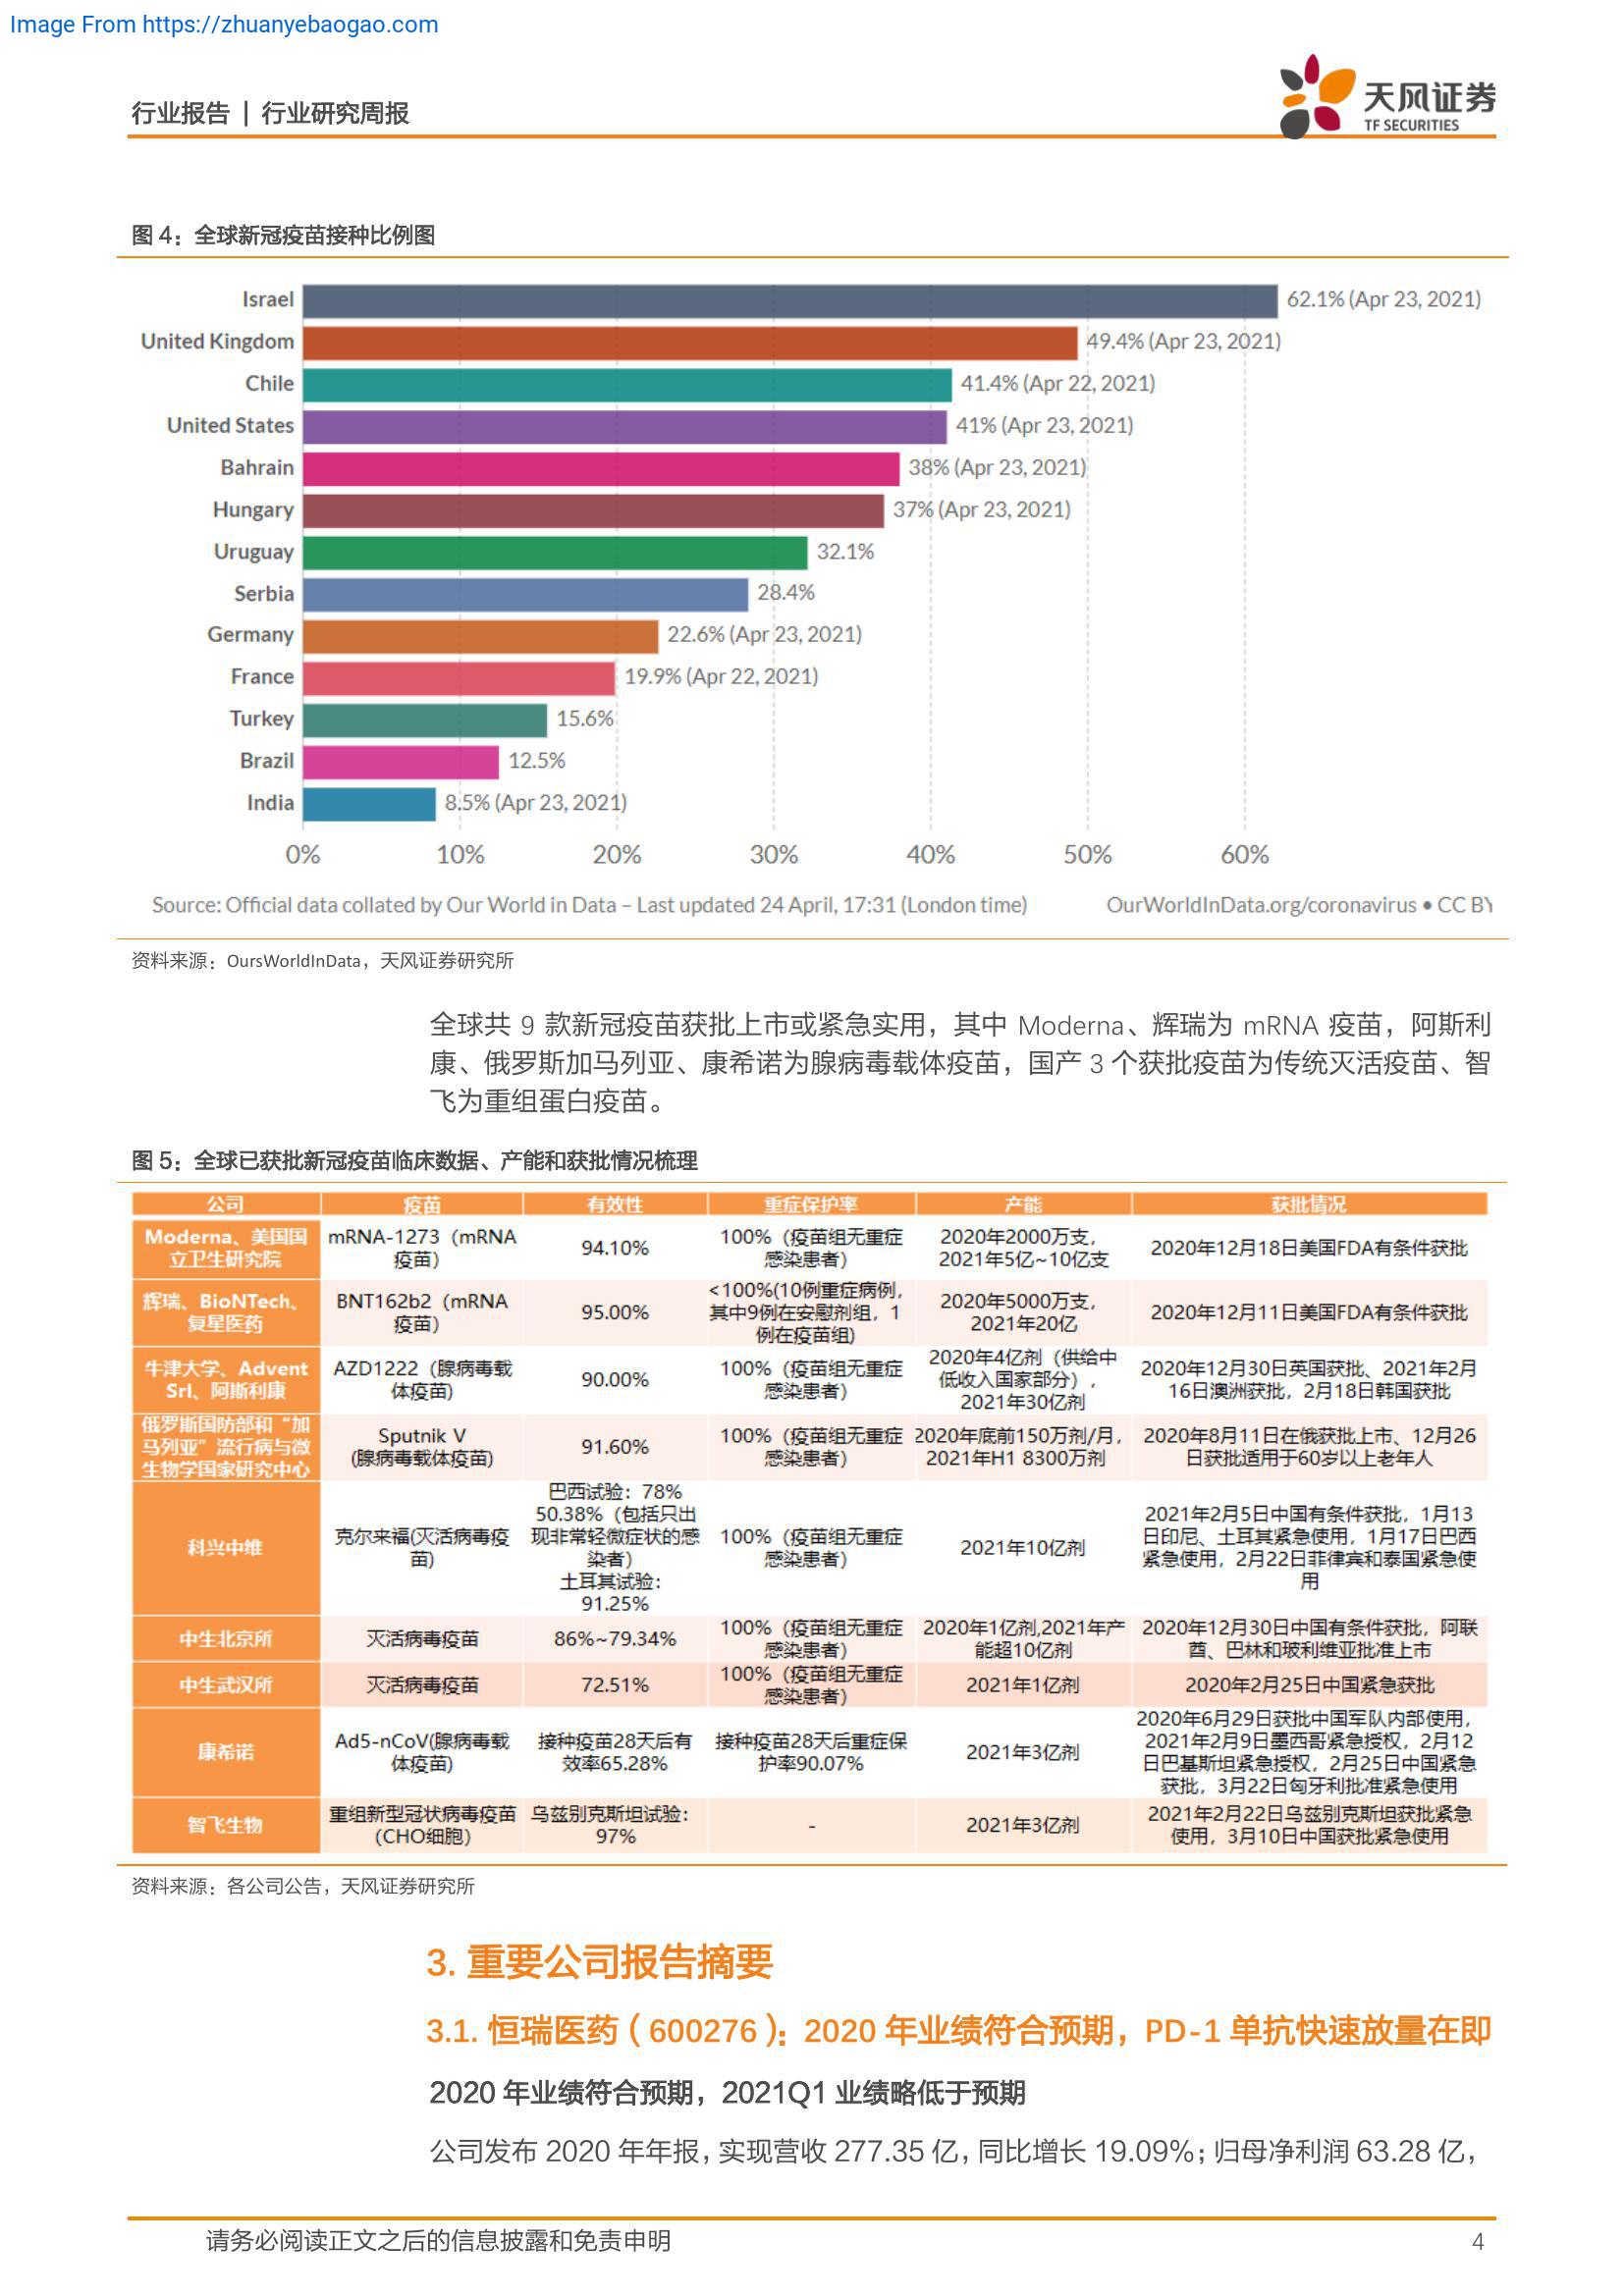 Image From https://zhuanyebaogao.com
行业报告 | 行业研究周报
天风证券
TF SECURITIES
图 4：全球新冠疫苗接种比例图
Israel 62.1% (Apr 23, 2021)
United Kingdom 49.4% (Apr 23, 2021)
Chile 41.4% (Apr 22, 2021)
United States 41% (Apr 23, 2021)
Bahrain 38% (Apr 23, 2021)
Hungary 37% (Apr 23, 2021)
Uruguay 32.1%
Serbia 28.4%
Germany 22.6% (Apr 23, 2021)
France 19.9% (Apr 22, 2021)
Turkey 15.6%
Brazil 12.5%
India 8.5% (Apr 23, 2021)
0% 10% 20% 30% 40% 50% 60%
Source: Official data collated by Our World in Data – Last updated 24 April, 17:31 (London time) OurWorldInData.org/coronavirus • CC BY
资料来源：OursWorldInData，天风证券研究所
全球共 9 款新冠疫苗获批上市或紧急实用，其中 Moderna、辉瑞为 mRNA 疫苗，阿斯利
康、俄罗斯加马列亚、康希诺为腺病毒载体疫苗，国产 3 个获批疫苗为传统灭活疫苗、智
飞为重组蛋白疫苗。
图 5：全球已获批新冠疫苗临床数据、产能和获批情况梳理
公司 疫苗 有效性 重症保护率 产能 获批情况
Moderna、美国国
立卫生研究院
mRNA-1273（mRNA
疫苗）
94.10%
100%（疫苗组无重症
感染患者）
2020年2000万支，
2021年5亿~10亿支
2020年12月18日美国FDA有条件获批
辉瑞、BioNTech、
复星医药
BNT162b2（mRNA
疫苗）
95.00%
<100%(10例重症病例，
其中9例在安慰剂组，1
例在疫苗组)
2020年5000万支，
2021年20亿
2020年12月11日美国FDA有条件获批
牛津大学、Advent
Srl、阿斯利康
AZD1222（腺病毒载
体疫苗)
90.00%
100%（疫苗组无重症
感染患者）
2020年4亿剂（供给中
低收入国家部分），
2021年30亿剂
2020年12月30日英国获批、2021年2月
16日澳洲获批，2月18日韩国获批
俄罗斯国防部和“加
马列亚”流行病与微
生物学国家研究中心
Sputnik V
(腺病毒载体疫苗)
91.60%
100%（疫苗组无重症
感染患者）
2020年底前150万剂/月，
2021年H1 8300万剂
2020年8月11日在俄获批上市、12月26
日获批适用于60岁以上老年人
科兴中维
克尔来福(灭活病毒疫
苗)
巴西试验：78%
50.38%（包括只出
现非常轻微症状的感
染者）
土耳其试验：
91.25%
100%（疫苗组无重症
感染患者）
2021年10亿剂
2021年2月5日中国有条件获批，1月13
日印尼、土耳其紧急使用，1月17日巴西
紧急使用，2月22日菲律宾和泰国紧急使
用
中生北京所
灭活病毒疫苗
86%~79.34%
100%（疫苗组无重症
感染患者）
2020年1亿剂,2021年产
能超10亿剂
2020年12月30日中国有条件获批，阿联
酋、巴林和玻利维亚批准上市
中生武汉所
灭活病毒疫苗
72.51%
100%（疫苗组无重症
感染患者）
2021年1亿剂
2020年2月25日中国紧急获批
康希诺
Ad5-nCoV(腺病毒载
体疫苗)
接种疫苗28天后有
效率65.28%
接种疫苗28天后重症保
护率90.07%
2021年3亿剂
2020年6月29日获批中国军队内部使用，
2021年2月9日墨西哥紧急授权，2月12
日巴基斯坦紧急授权，2月25日中国紧急
获批，3月22日匈牙利批准紧急使用
智飞生物
重组新型冠状病毒疫苗
（CHO细胞）
乌兹别克斯坦试验：
97%
-
2021年3亿剂
2021年2月22日乌兹别克斯坦获批紧急
使用，3月10日中国获批紧急使用
资料来源：各公司公告，天风证券研究所
3. 重要公司报告摘要
3.1. 恒瑞医药（600276）：2020 年业绩符合预期，PD-1 单抗快速放量在即
2020 年业绩符合预期，2021Q1 业绩略低于预期
公司发布 2020 年年报，实现营收 277.35 亿，同比增长 19.09%；归母净利润 63.28 亿，
请务必阅读正文之后的信息披露和免责申明 4